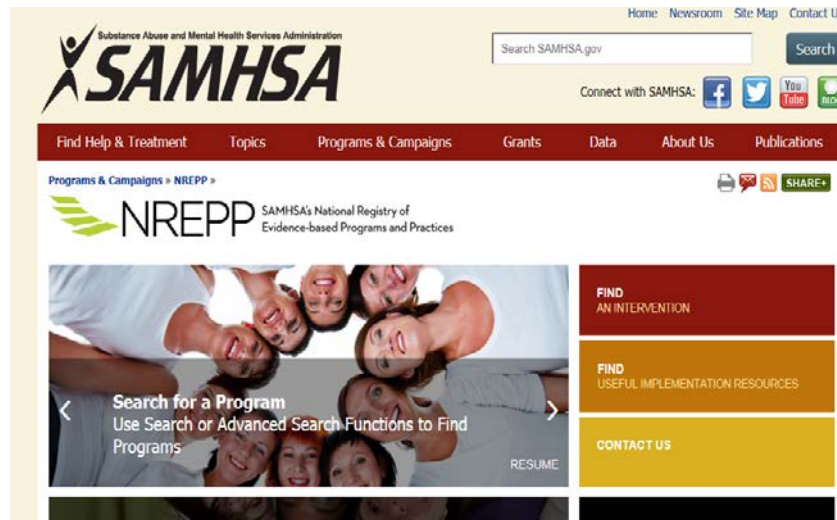 Home Newsroom Site Map Contact U
Substance Abuse and Mental Health Services Administration
SAMHSA
Search SAMHSA.gov
Search
Connect with SAMHSA:
You
Tube
Find Help & Treatment Topics Programs & Campaigns Grants Data About Us Publications
Programs & Campaigns » NREPP »
SHARE+
NREPP
SAMHSA's National Registry of
Evidence-based Programs and Practices
Search for a Program
Use Search or Advanced Search Functions to Find
Programs
RESUME
FIND
AN INTERVENTION
FIND
USEFUL IMPLEMENTATION RESOURCES
CONTACT US